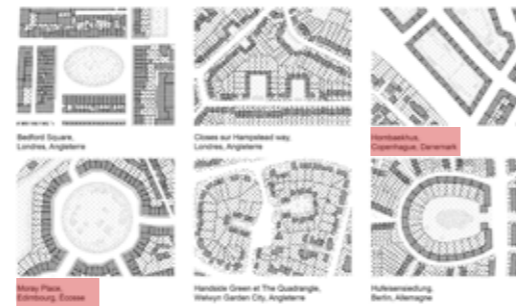 Bedford Square,
Londres, Angleterre
Closes sur Hampstead way,
Londres, Angleterre
Hornbaekhus,
Copenhague, Danemark
Moray Place,
Edimbourg, Ecosse
Handside Green at The Quadrangle,
Welwyn Garden City, Angleterre
Hufeisensiedlung,
Berlin, Allemagne